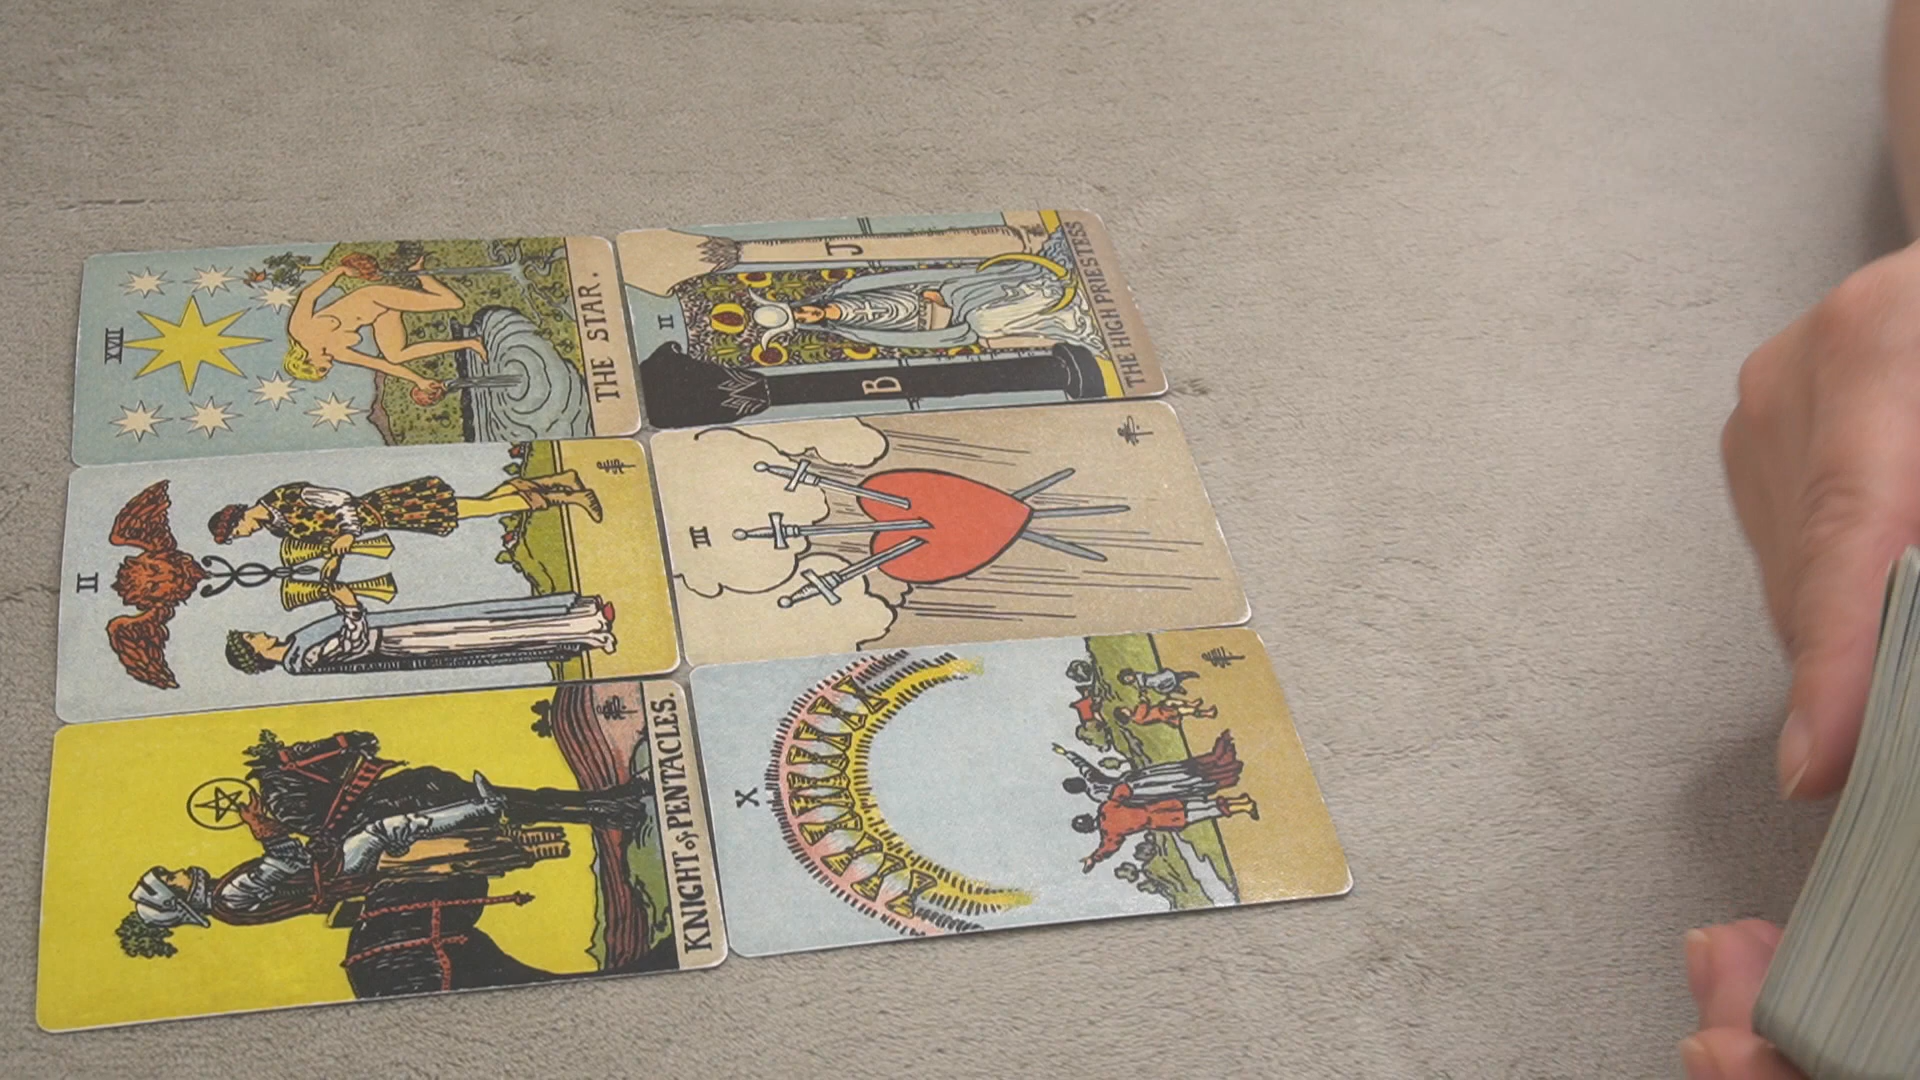 XVII
THE STAR.
II
J
B
THE HIGH PRIESTESS
II
III
KNIGHT of PENTACLES.
X